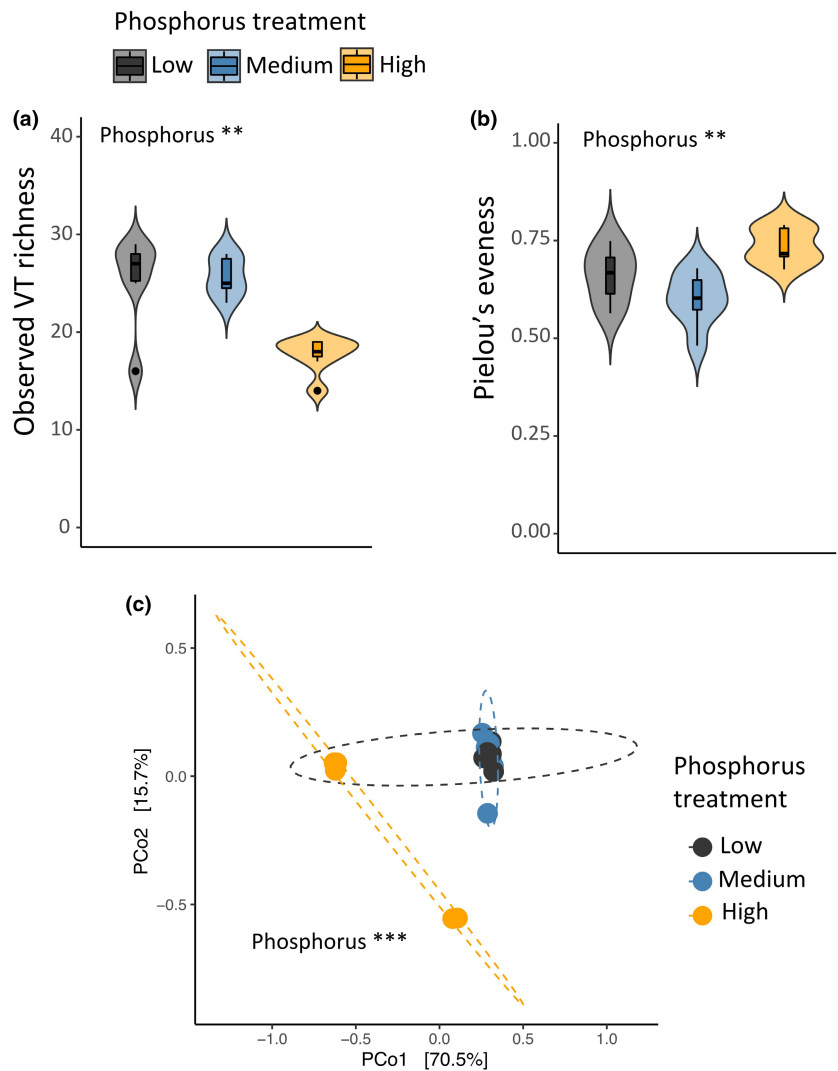 Phosphorus treatment
Low Medium High
(a)
Phosphorus **
Observed VT richness
40
30
20
10
0
(b)
Phosphorus **
Pielou's eveness
1.00
0.75
0.50
0.25
0.00
(c)
PCo2 [15.7%]
0.5
0.0
−0.5
Phosphorus ***
−1.0 −0.5 0.0 0.5 1.0
PCo1 [70.5%]
Phosphorus
treatment
Low
Medium
High